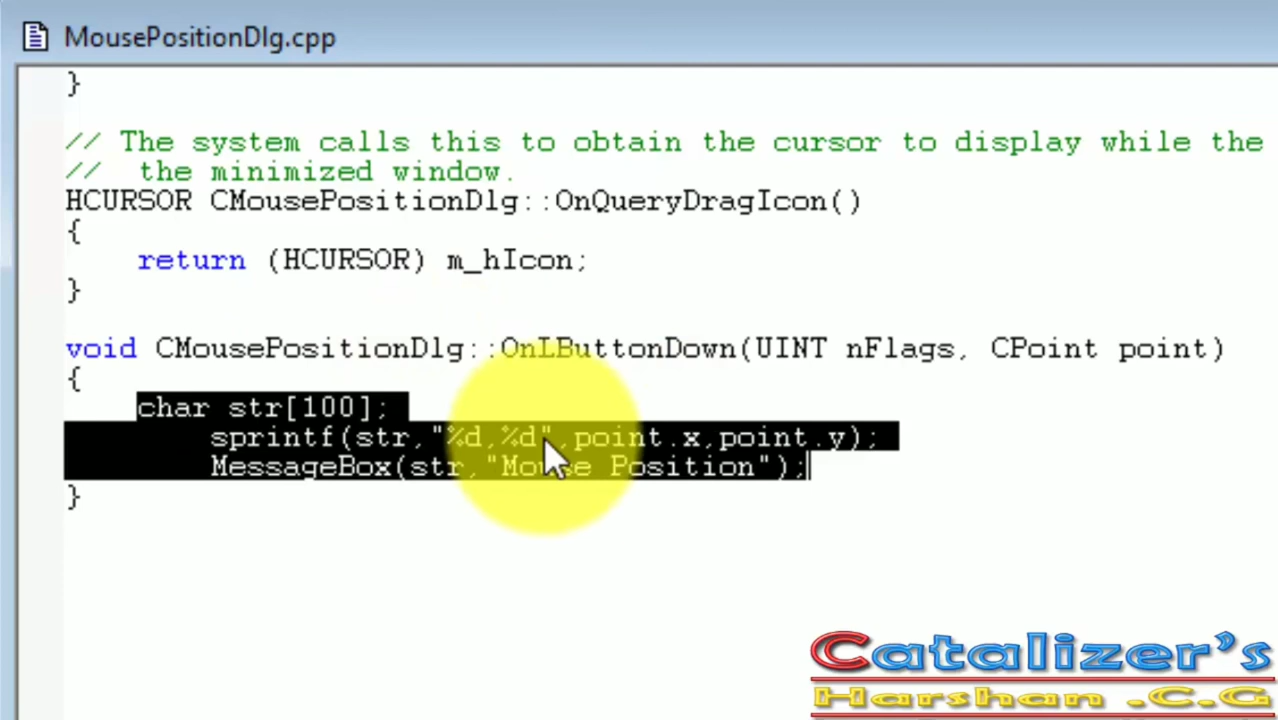 MousePositionDlg.cpp
}
// The system calls this to obtain the cursor to display while the
//  the minimized window.
HCURSOR CMousePositionDlg::OnQueryDragIcon()
{
    return (HCURSOR) m_hIcon;
}
void CMousePositionDlg::OnLButtonDown(UINT nFlags, CPoint point)
{
    char str[100];
        sprintf(str,"%d,%d",point.x,point.y);
        MessageBox(str,"Mouse Position");
}
Catalizer's
Harshan .C.G